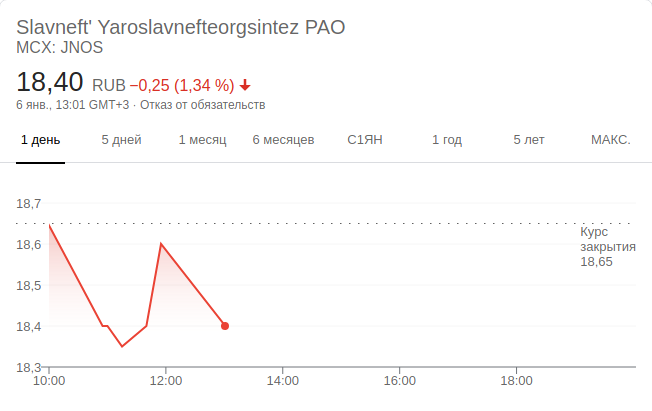 Slavneft' Yaroslavnefteorgsintez PAO
MCX: JNOS
18,40 RUB −0,25 (1,34 %)
6 янв., 13:01 GMT+3 · Отказ от обязательств
1 день 5 дней 1 месяц 6 месяцев С1ЯН 1 год 5 лет МАКС.
18,7
Курс
закрытия
18,65
18,6
18,5
18,4
18,3
10:00 12:00 14:00 16:00 18:00